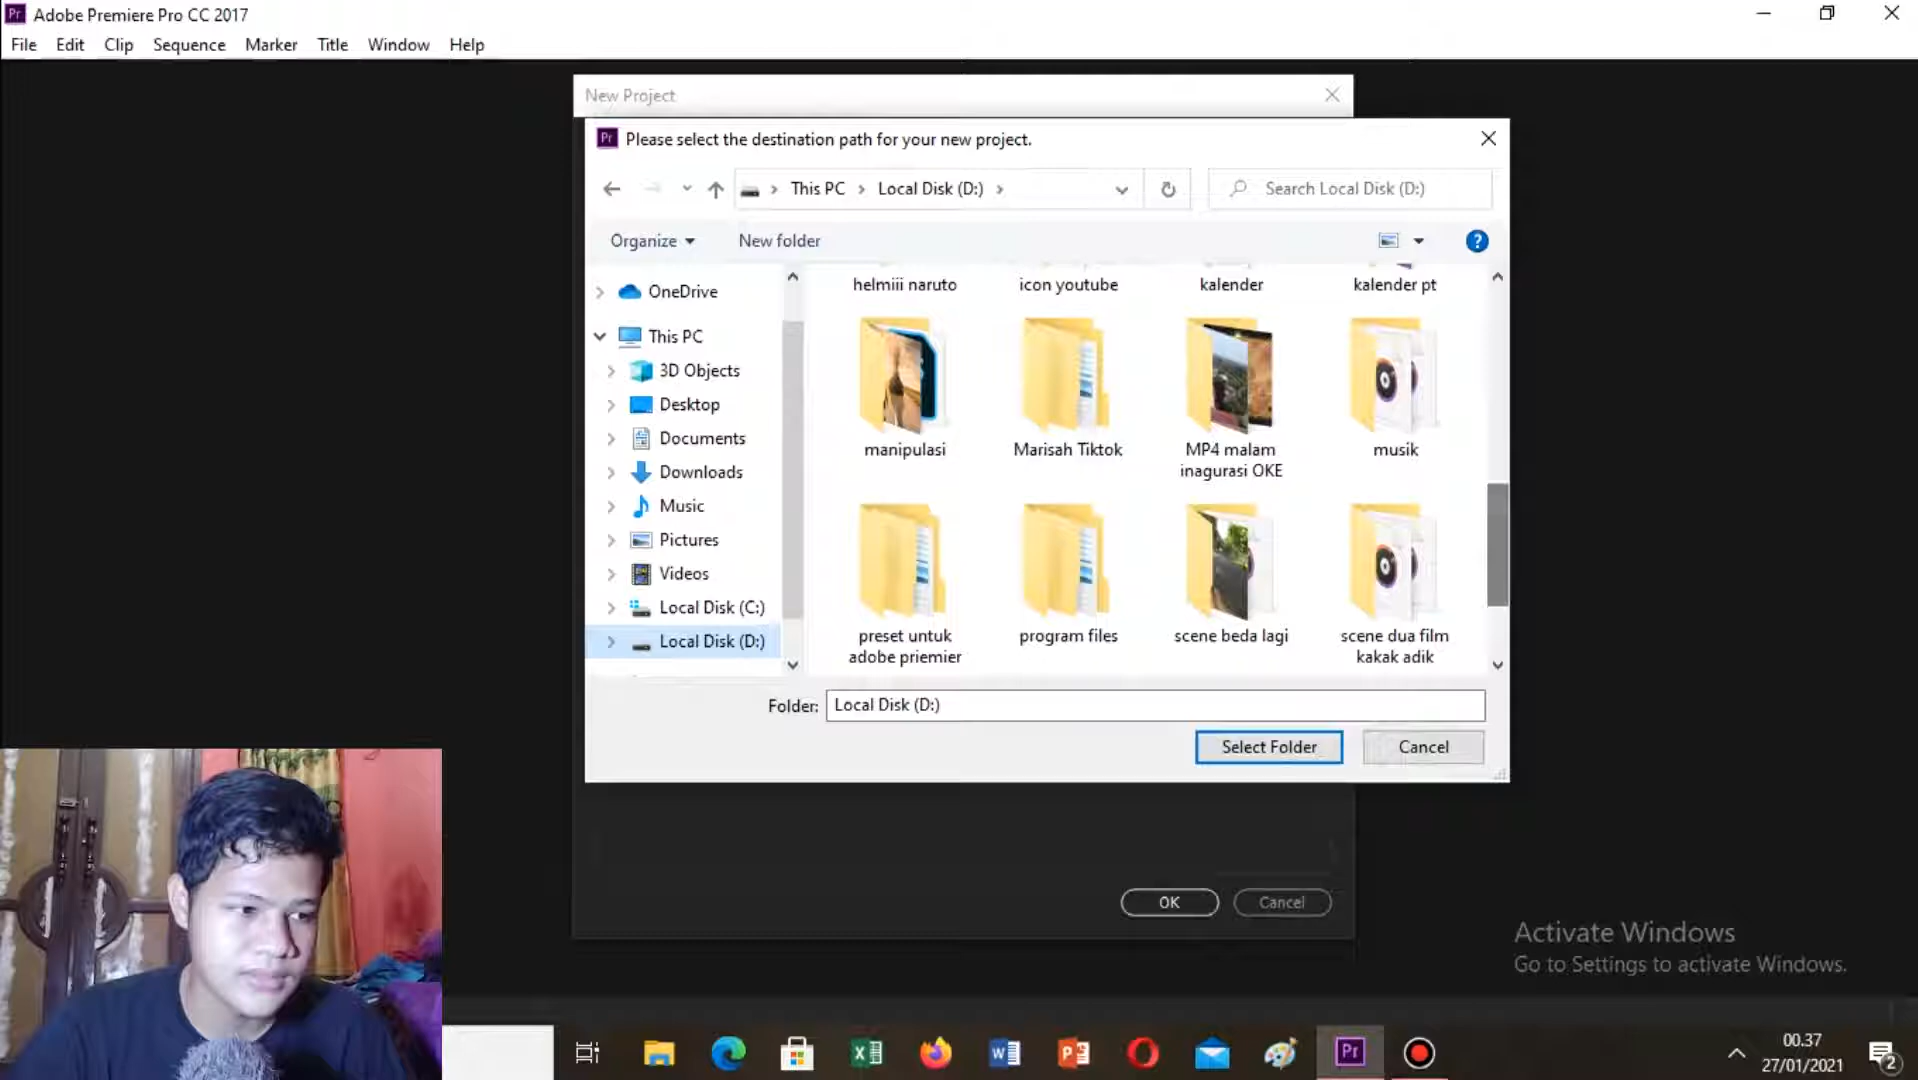 Pr Adobe Premiere Pro CC 2017
File Edit Clip Sequence Marker Title Window Help
New Project
Pr Please select the destination path for your new project.
This PC Local Disk (D:)
Search Local Disk (D:)
Organize New folder ?
OneDrive
This PC
3D Objects
Desktop
Documents
Downloads
Music
Pictures
Videos
Local Disk (C:)
Local Disk (D:)
helmiii naruto
icon youtube
kalender
kalender pt
manipulasi
Marisah Tiktok
MP4 malam
inagurasi OKE
musik
preset untuk
adobe priemier
program files
scene beda lagi
scene dua film
kakak adik
Folder: Local Disk (D:)
Select Folder Cancel
OK Cancel
Activate Windows
Go to Settings to activate Windows.
Pr
00.37
27/01/2021
2